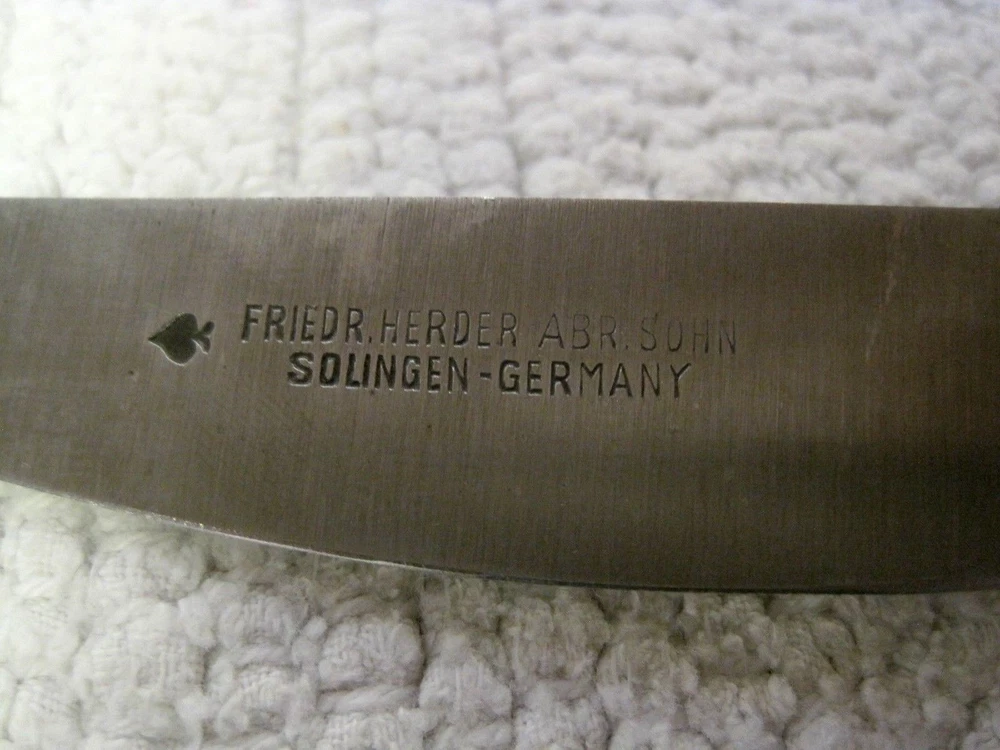 FRIEDR. HERDER ABR. SOHN
SOLINGEN-GERMANY